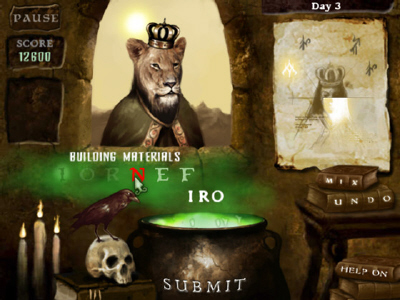 PAUSE
Day 3
SCORE
12600
BUILDING MATERIALS
I O R N E F
IRO
MIX
UNDO
HELP ON
SUBMIT